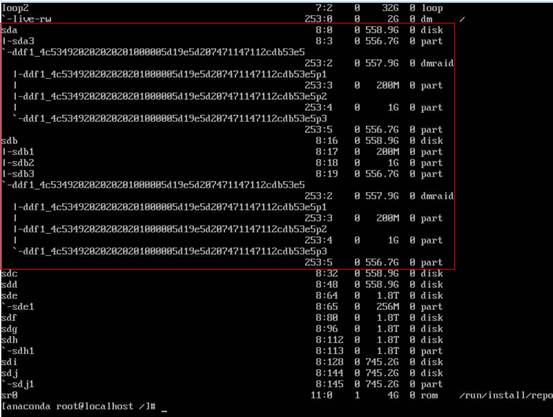 loop2 7:2 0 32G 0 loop
`-live-rw 253:0 0 2G 0 dm /
sda 8:0 0 558.9G 0 disk
|-sda3 8:3 0 556.7G 0 part
`-ddf1_4c534920202020201000005d19e5d207471147112cdb53e5
253:2 0 557.9G 0 dmraid
|-ddf1_4c534920202020201000005d19e5d207471147112cdb53e5p1
| 253:3 0 200M 0 part
|-ddf1_4c534920202020201000005d19e5d207471147112cdb53e5p2
| 253:4 0 1G 0 part
`-ddf1_4c534920202020201000005d19e5d207471147112cdb53e5p3
253:5 0 556.7G 0 part
sdb 8:16 0 558.9G 0 disk
|-sdb1 8:17 0 200M 0 part
|-sdb2 8:18 0 1G 0 part
|-sdb3 8:19 0 556.7G 0 part
`-ddf1_4c534920202020201000005d19e5d207471147112cdb53e5
253:2 0 557.9G 0 dmraid
|-ddf1_4c534920202020201000005d19e5d207471147112cdb53e5p1
| 253:3 0 200M 0 part
|-ddf1_4c534920202020201000005d19e5d207471147112cdb53e5p2
| 253:4 0 1G 0 part
`-ddf1_4c534920202020201000005d19e5d207471147112cdb53e5p3
253:5 0 556.7G 0 part
sdc 8:32 0 558.9G 0 disk
sdd 8:48 0 558.9G 0 disk
sde 8:64 0 1.8T 0 disk
`-sde1 8:65 0 256M 0 part
sdf 8:80 0 1.8T 0 disk
sdg 8:96 0 1.8T 0 disk
sdh 8:112 0 1.8T 0 disk
`-sdh1 8:113 0 1.8T 0 part
sdi 8:128 0 745.2G 0 disk
sdj 8:144 0 745.2G 0 disk
`-sdj1 8:145 0 745.2G 0 part
sr0 11:0 1 4G 0 rom /run/install/repo
[anaconda root@localhost /]# _